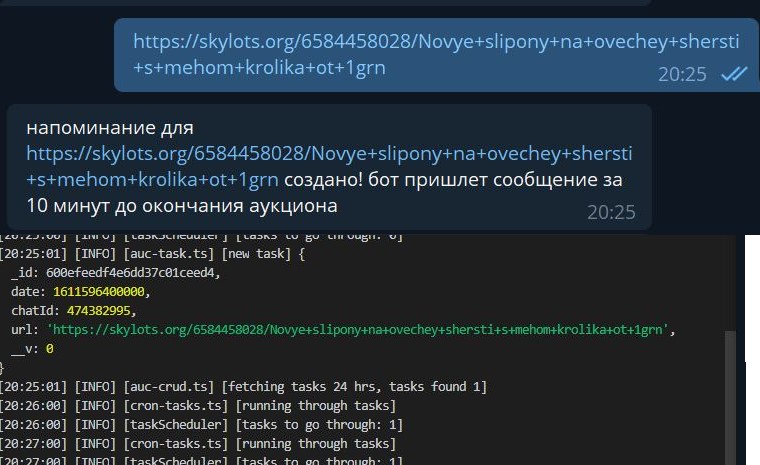 https://skylots.org/6584458028/Novye+slipony+na+ovechey+shersti
+s+mehom+krolika+ot+1grn
20:25
напоминание для
https://skylots.org/6584458028/Novye+slipony+na+ovechey+shersti
+s+mehom+krolika+ot+1grn создано! бот пришлет сообщение за
10 минут до окончания аукциона
20:25
[20:25:00] [INFO] [taskScheduler] [tasks to go through: 0]
[20:25:01] [INFO] [auc-task.ts] [new task] {
_id: 600efeedf4e6dd37c01ceed4,
date: 1611596400000,
chatId: 474382995,
url: 'https://skylots.org/6584458028/Novye+slipony+na+ovechey+shersti+s+mehom+krolika+ot+1grn',
__v: 0
}
[20:25:01] [INFO] [auc-crud.ts] [fetching tasks 24 hrs, tasks found 1]
[20:26:00] [INFO] [cron-tasks.ts] [running through tasks]
[20:26:00] [INFO] [taskScheduler] [tasks to go through: 1]
[20:27:00] [INFO] [cron-tasks.ts] [running through tasks]
[20:27:00] [INFO] [taskScheduler] [tasks to go through: 1]